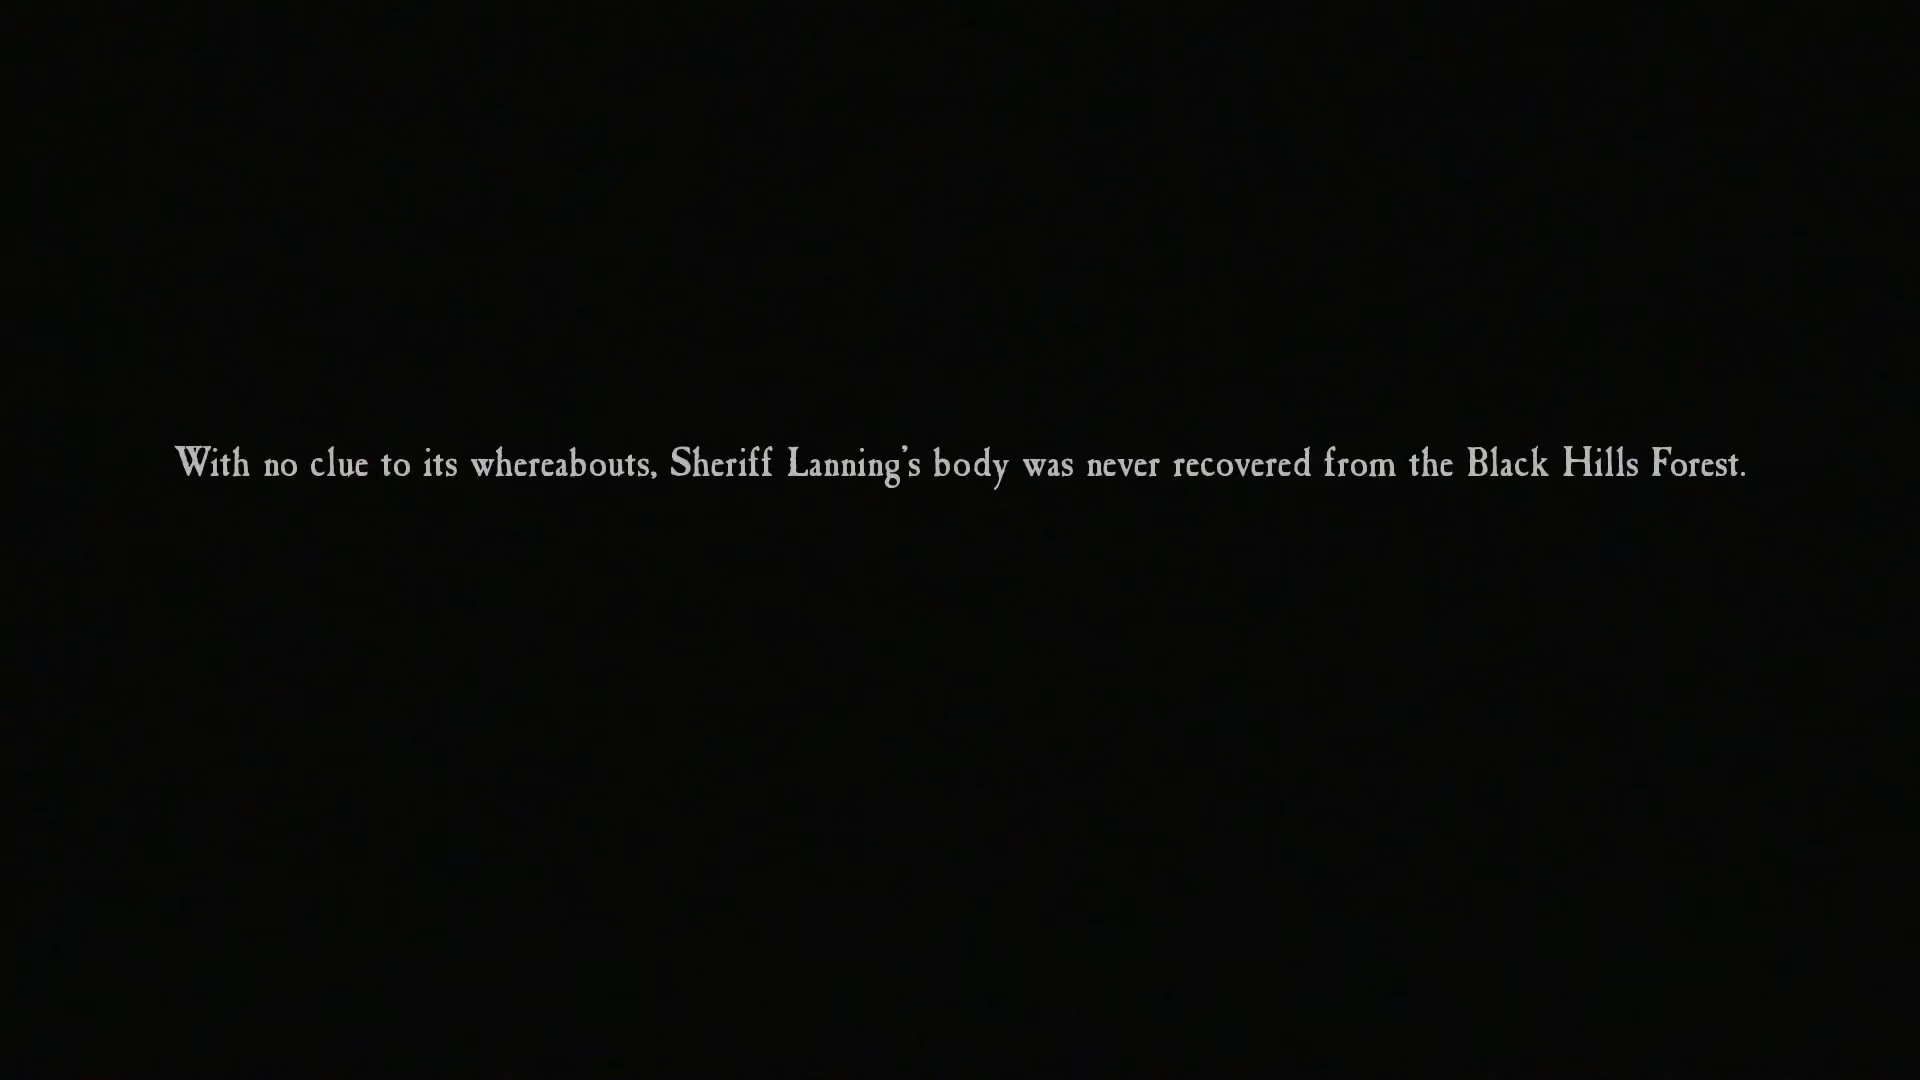 With no clue to its whereabouts, Sheriff Lanning's body was never recovered from the Black Hills Forest.